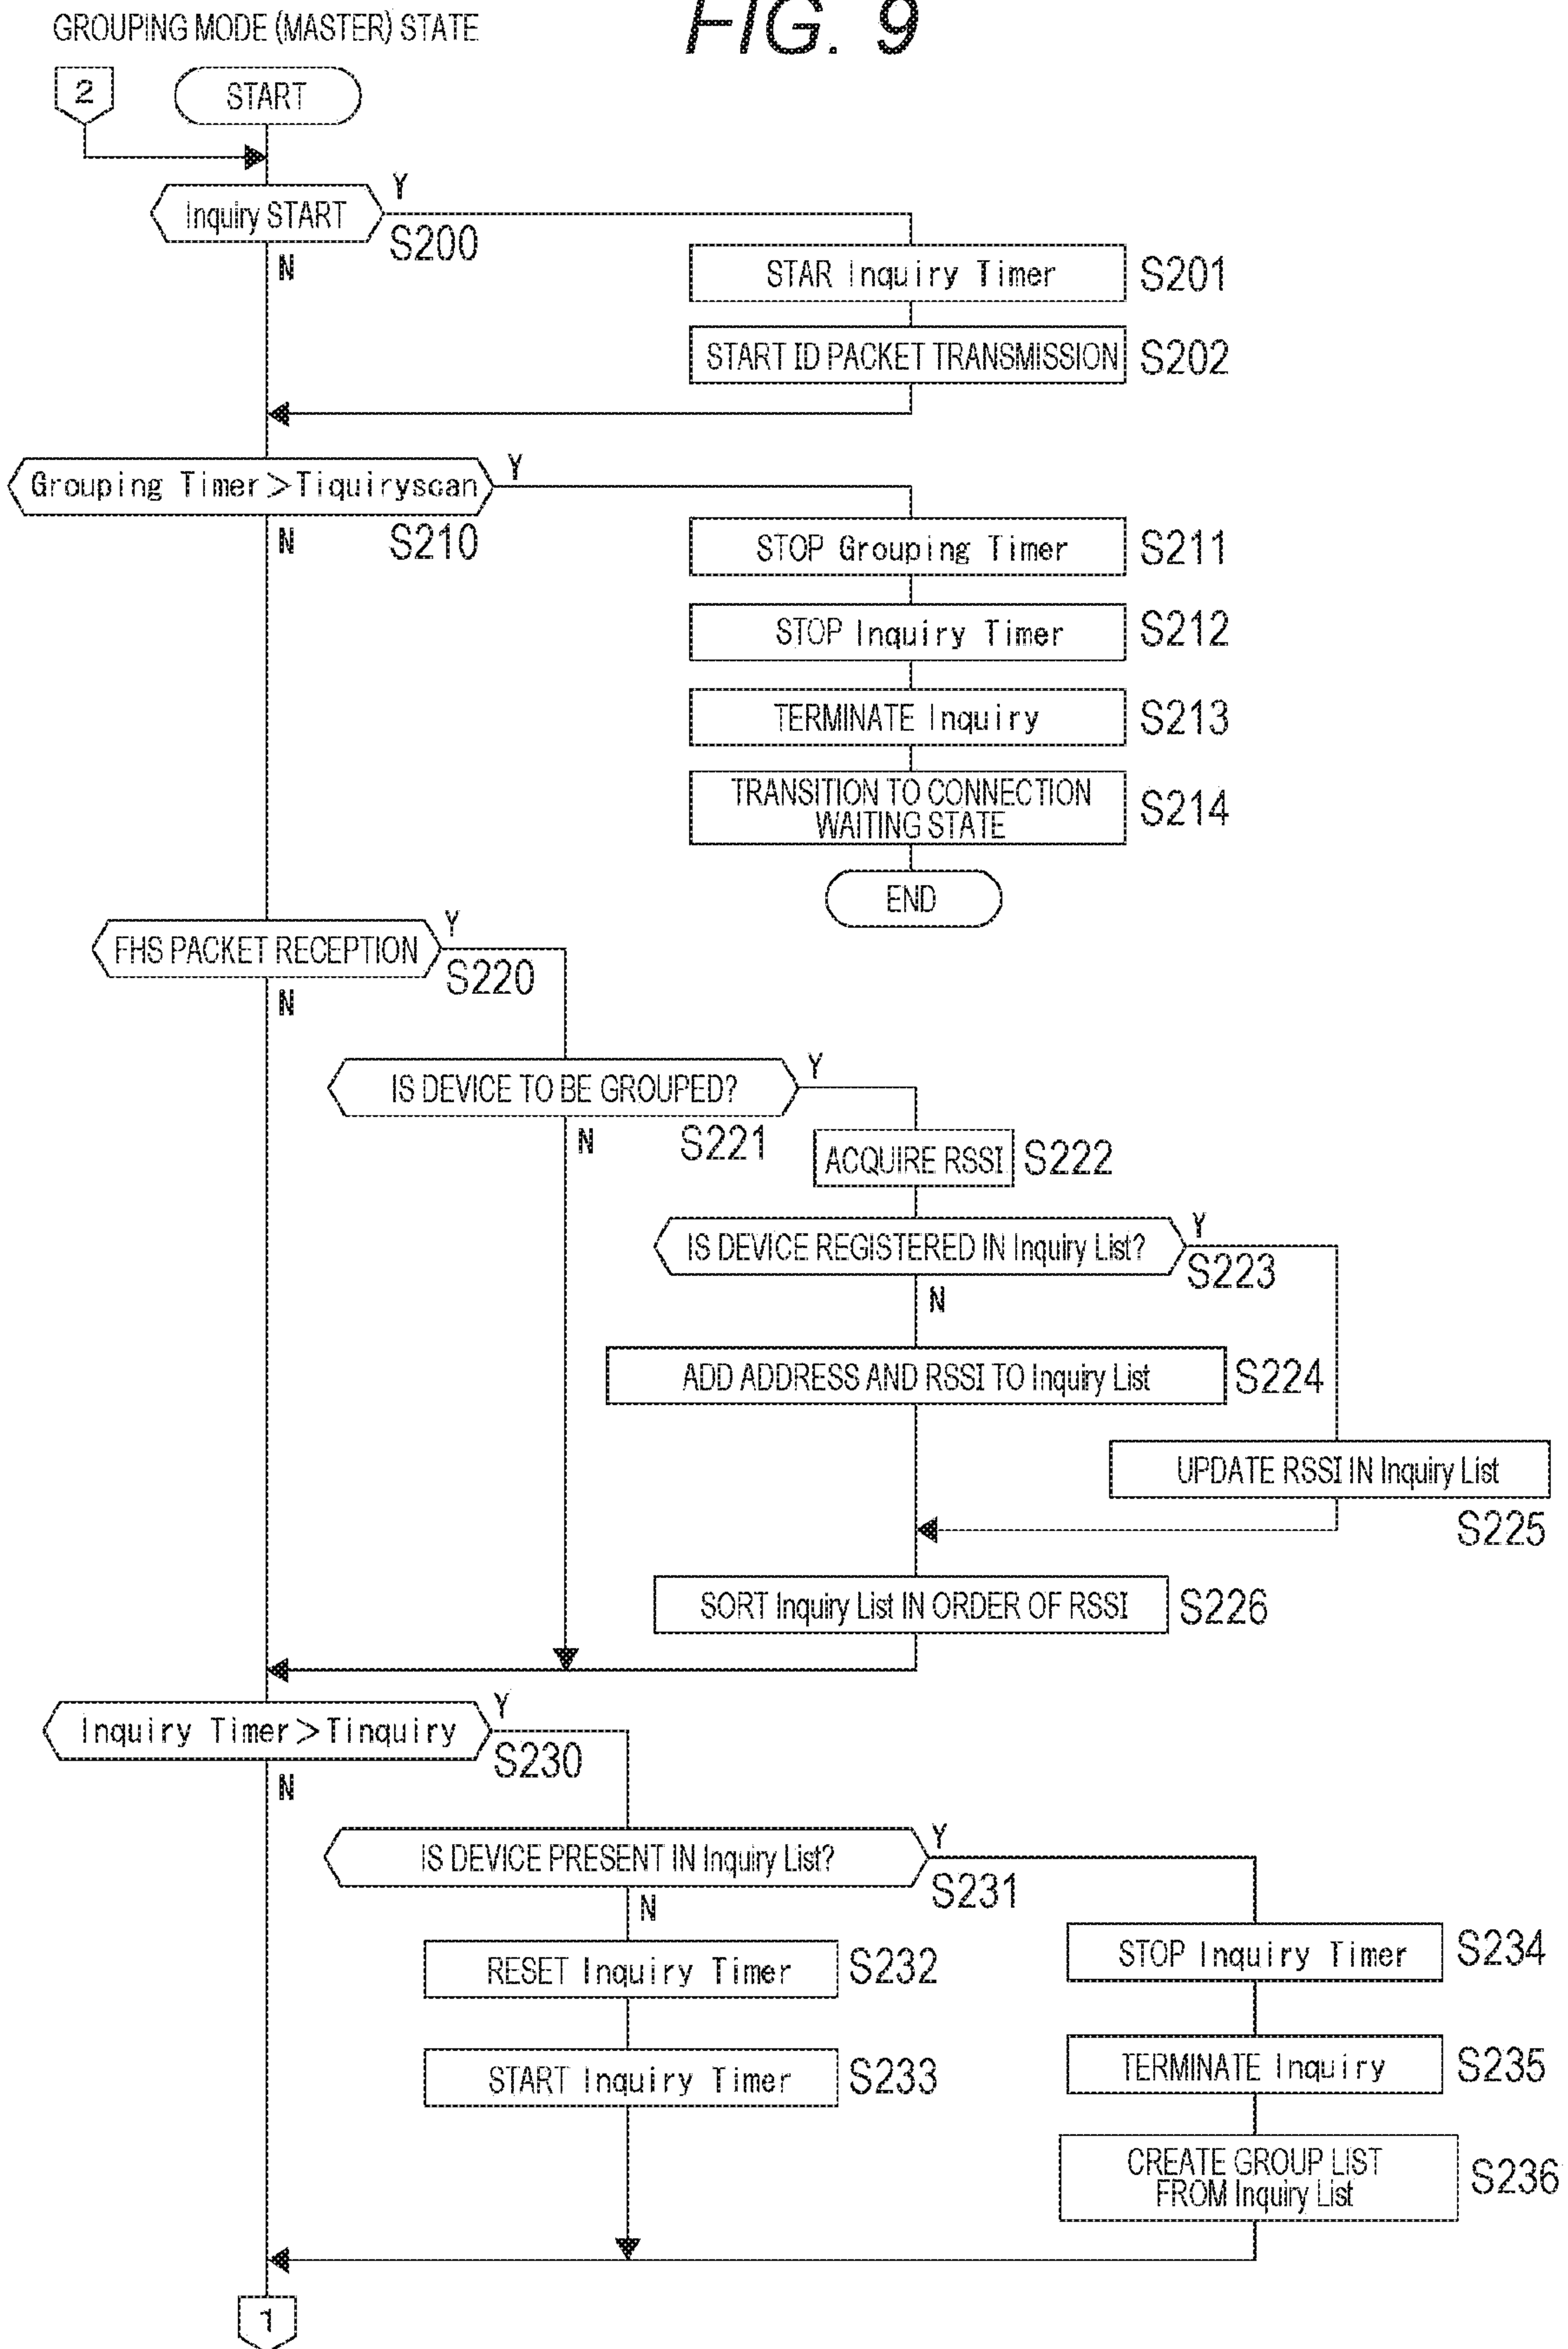 GROUPING MODE (MASTER) STATE
FIG. 9
2
START
Inquiry START
Y
S200
N
STAR Inquiry Timer
S201
START ID PACKET TRANSMISSION
S202
Grouping Timer>Tiquiryscan
Y
S210
N
STOP Grouping Timer
S211
STOP Inquiry Timer
S212
TERMINATE Inquiry
S213
TRANSITION TO CONNECTION
WAITING STATE
S214
END
FHS PACKET RECEPTION
Y
S220
N
IS DEVICE TO BE GROUPED?
Y
S221
N
ACQUIRE RSSI
S222
IS DEVICE REGISTERED IN Inquiry List?
Y
S223
N
ADD ADDRESS AND RSSI TO Inquiry List
S224
UPDATE RSSI IN Inquiry List
S225
SORT Inquiry List IN ORDER OF RSSI
S226
Inquiry Timer>Tinquiry
Y
S230
N
IS DEVICE PRESENT IN Inquiry List?
Y
S231
N
RESET Inquiry Timer
S232
START Inquiry Timer
S233
STOP Inquiry Timer
S234
TERMINATE Inquiry
S235
CREATE GROUP LIST
FROM Inquiry List
S236
1